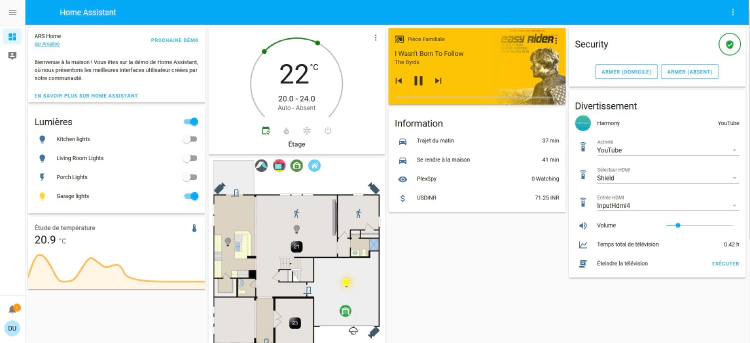 Home Assistant
ARS Home
par Arsaboo
PROCHAINE DÉMO
Bienvenue à la maison ! Vous êtes sur la démo de Home Assistant,
où nous présentons les meilleures interfaces utilisateur créées par
notre communauté.
EN SAVOIR PLUS SUR HOME ASSISTANT
Lumières
Kitchen lights
Living Room Lights
Porch Lights
Garage lights
Étude de température
20.9 °C
22 °C
20.0 - 24.0
Auto - Absent
Étage
Pièce Familiale
I Wasn't Born To Follow
The Byrds
easy RIDER
Information
Trajet du matin
37 min
Se rendre à la maison
41 min
PlexSpy
0 Watching
USDINR
71.25 INR
Security
ARMER (DOMICILE)
ARMER (ABSENT)
Divertissement
Harmony
YouTube
Activité
YouTube
Sélecteur HDMI
Shield
Entrée HDMI
InputHdmi4
Volume
Temps total de télévision
0.42 h
Éteindre la télévision
EXÉCUTER
DU